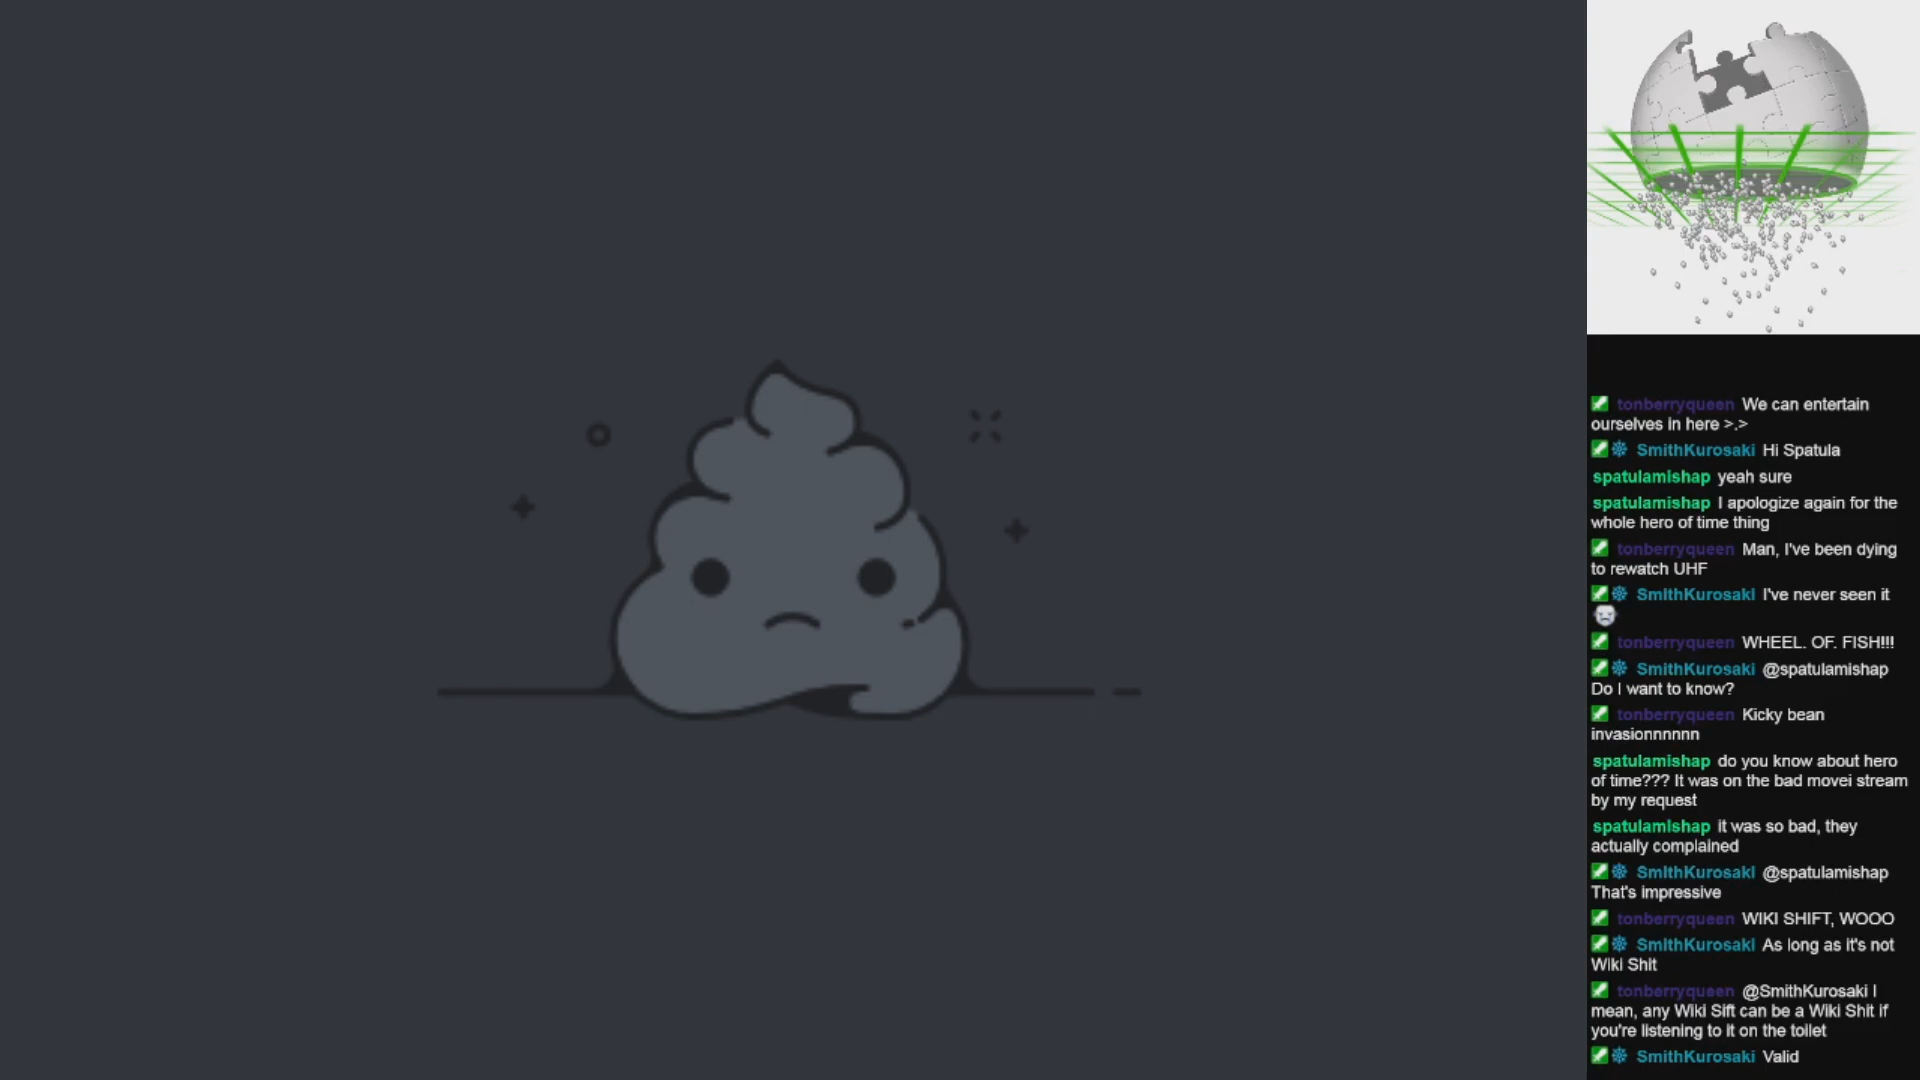 tonberryqueen We can entertain
ourselves in here >.>
SmithKurosaki Hi Spatula
spatulamishap yeah sure
spatulamishap I apologize again for the
whole hero of time thing
tonberryqueen Man, I've been dying
to rewatch UHF
SmithKurosaki I've never seen it
tonberryqueen WHEEL. OF. FISH!!!
SmithKurosaki @spatulamishap
Do I want to know?
tonberryqueen Kicky bean
invasionnnnnn
spatulamishap do you know about hero
of time??? It was on the bad movei stream
by my request
spatulamishap it was so bad, they
actually complained
SmithKurosaki @spatulamishap
That's impressive
tonberryqueen WIKI SHIFT, WOOO
SmithKurosaki As long as it's not
Wiki Shit
tonberryqueen @SmithKurosaki I
mean, any Wiki Sift can be a Wiki Shit if
you're listening to it on the toilet
SmithKurosaki Valid